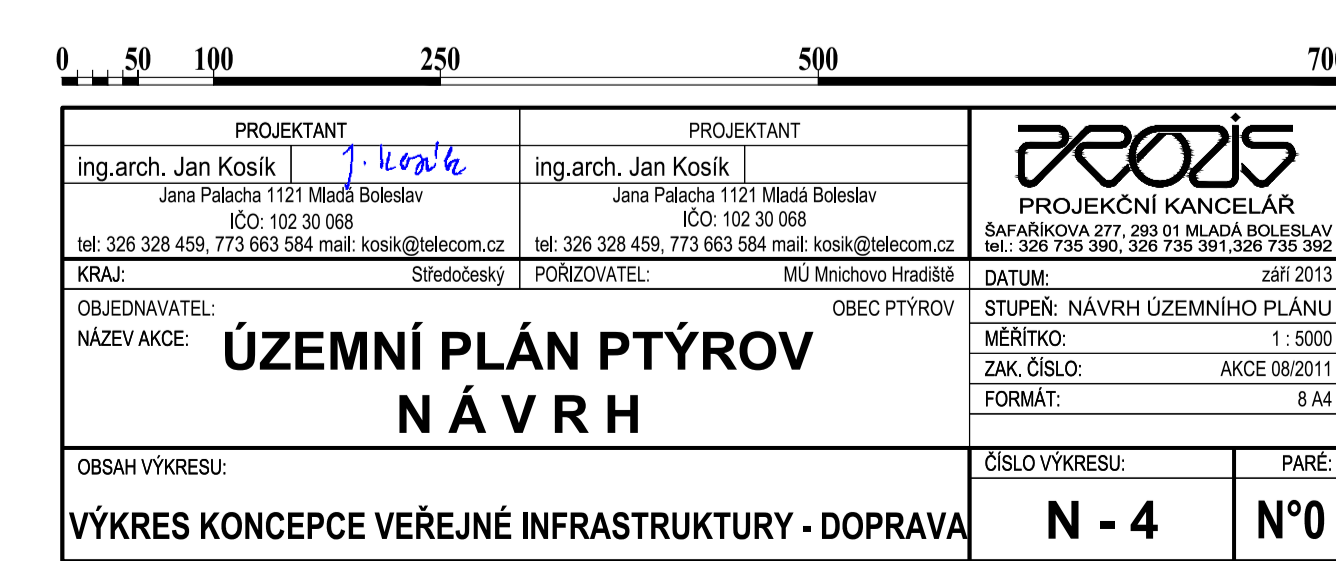 0 50 100 250 500 700
PROJEKTANT
ing.arch. Jan Kosík J. Kosík
Jana Palacha 1121 Mladá Boleslav
IČO: 102 30 068
tel: 326 328 459, 773 663 584 mail: kosik@telecom.cz
PROJEKTANT
ing.arch. Jan Kosík
Jana Palacha 1121 Mladá Boleslav
IČO: 102 30 068
tel: 326 328 459, 773 663 584 mail: kosik@telecom.cz
PROZIS
PROJEKČNÍ KANCELÁŘ
ŠAFAŘÍKOVA 277, 293 01 MLADÁ BOLESLAV
tel.: 326 735 390, 326 735 391,326 735 392
KRAJ: Středočeský
POŘIZOVATEL: MÚ Mnichovo Hradiště
OBJEDNAVATEL: OBEC PTÝROV
NÁZEV AKCE: ÚZEMNÍ PLÁN PTÝROV
N Á V R H
DATUM: září 2013
STUPEŇ: NÁVRH ÚZEMNÍHO PLÁNU
MĚŘÍTKO: 1 : 5000
ZAK. ČÍSLO: AKCE 08/2011
FORMÁT: 8 A4
OBSAH VÝKRESU:
VÝKRES KONCEPCE VEŘEJNÉ INFRASTRUKTURY - DOPRAVA
ČÍSLO VÝKRESU:
N - 4
PARÉ:
N°0